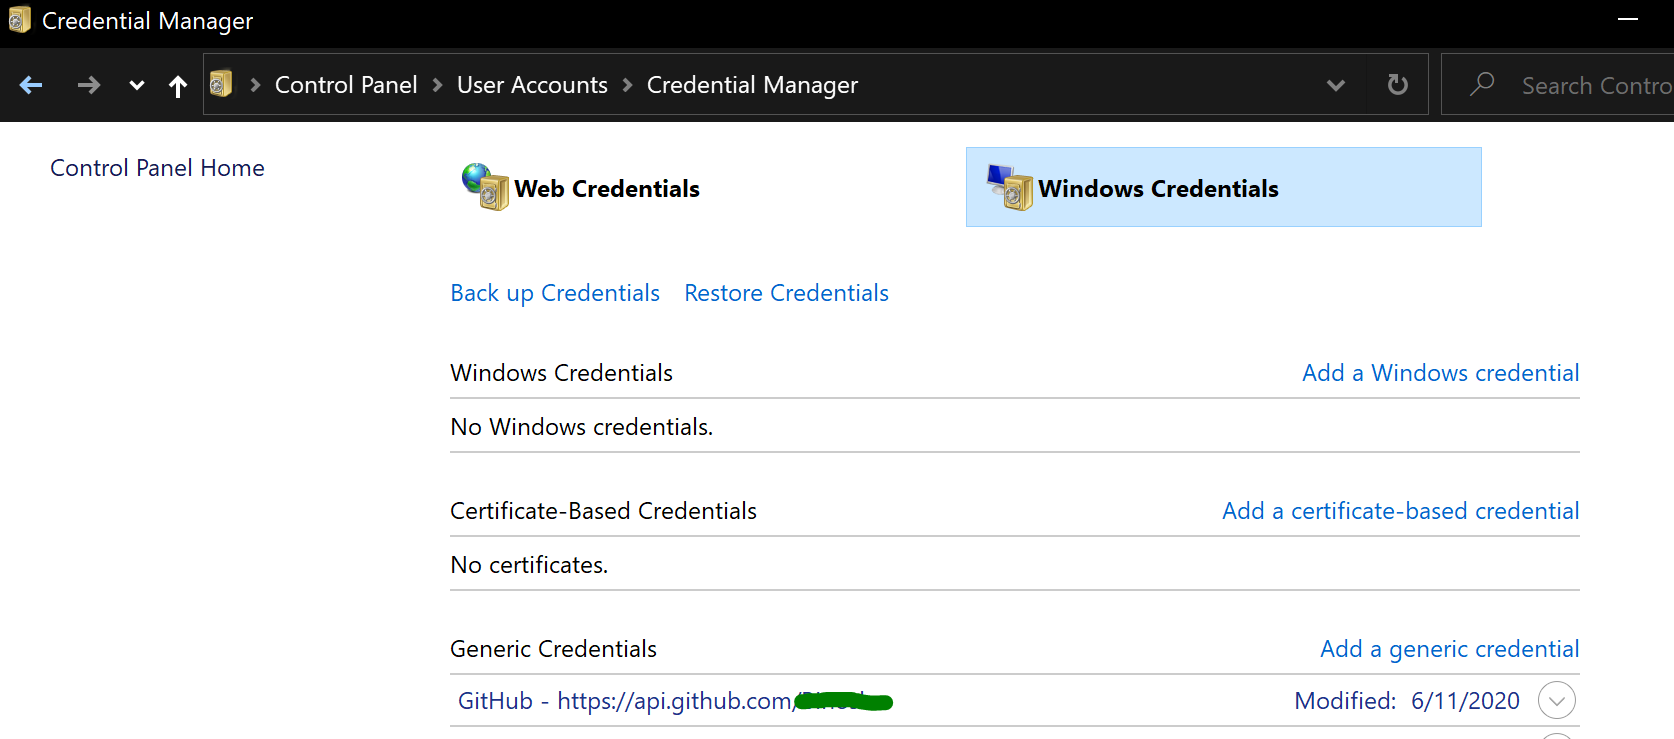 Credential Manager
Control Panel > User Accounts > Credential Manager
Search Contro
Control Panel Home
Web Credentials
Windows Credentials
Back up Credentials Restore Credentials
Windows Credentials Add a Windows credential
No Windows credentials.
Certificate-Based Credentials Add a certificate-based credential
No certificates.
Generic Credentials Add a generic credential
GitHub - https://api.github.com/ Modified: 6/11/2020